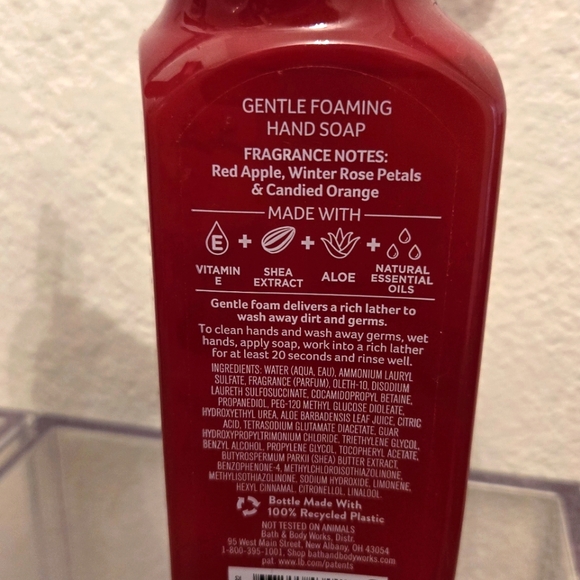 GENTLE FOAMING
HAND SOAP
FRAGRANCE NOTES:
Red Apple, Winter Rose Petals
& Candied Orange
MADE WITH
E + + +
VITAMIN
E
SHEA
EXTRACT
ALOE
NATURAL
ESSENTIAL
OILS
Gentle foam delivers a rich lather to
wash away dirt and germs.
To clean hands and wash away germs, wet
hands, apply soap, work into a rich lather
for at least 20 seconds and rinse well.
INGREDIENTS: WATER (AQUA, EAU), AMMONIUM LAURYL
SULFATE, FRAGRANCE (PARFUM), OLETH-10, DISODIUM
LAURETH SULFOSUCCINATE, COCAMIDOPROPYL BETAINE,
PROPANEDIOL, PEG-120 METHYL GLUCOSE DIOLEATE,
HYDROXYETHYL UREA, ALOE BARBADENSIS LEAF JUICE, CITRIC
ACID, TETRASODIUM GLUTAMATE DIACETATE, GUAR
HYDROXYPROPYLTRIMONIUM CHLORIDE, TRIETHYLENE GLYCOL,
BENZYL ALCOHOL, PROPYLENE GLYCOL, TOCOPHERYL ACETATE,
BUTYROSPERMUM PARKII (SHEA) BUTTER EXTRACT,
BENZOPHENONE-4, METHYLCHLOROISOTHIAZOLINONE,
METHYLISOTHIAZOLINONE, SODIUM HYDROXIDE, LIMONENE,
HEXYL CINNAMAL, CITRONELLOL, LINALOOL.
Bottle Made With
100% Recycled Plastic
NOT TESTED ON ANIMALS
Bath & Body Works, Distr.
95 West Main Street, New Albany, OH 43054
1-800-395-1001, Shop bathandbodyworks.com
pat. www.lb.com/patents